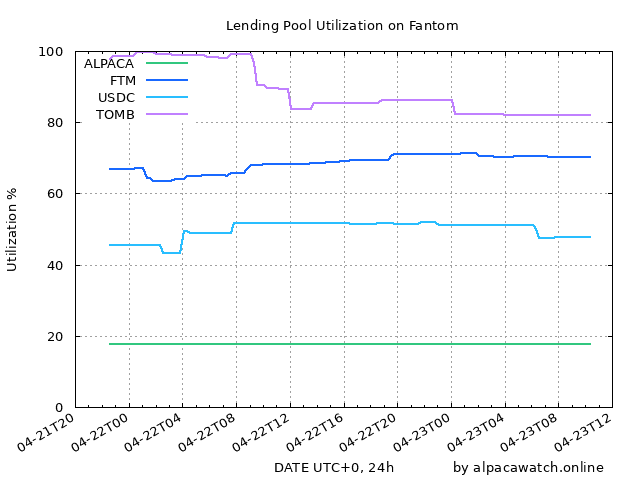 Lending Pool Utilization on Fantom
Utilization %
100
80
60
40
20
0
ALPACA
FTM
USDC
TOMB
04-21T20
04-22T00
04-22T04
04-22T08
04-22T12
04-22T16
04-22T20
04-23T00
04-23T04
04-23T08
04-23T12
DATE UTC+0, 24h
by alpacawatch.online